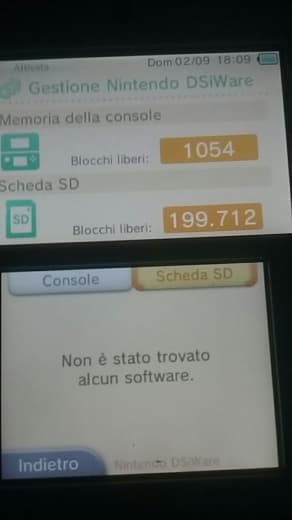 Attivata
Dom 02/09 18:09
Gestione Nintendo DSiWare
Memoria della console
Blocchi liberi: 1054
Scheda SD
SD
Blocchi liberi: 199.712
Console
Scheda SD
Non è stato trovato
alcun software.
Indietro
Nintendo DSiWare